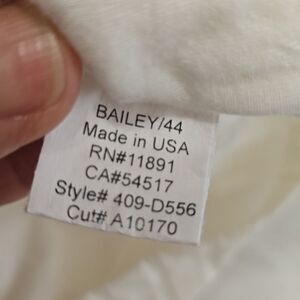 BAILEY/44
Made in USA
RN#11891
CA#54517
Style# 409-D556
Cut# A10170